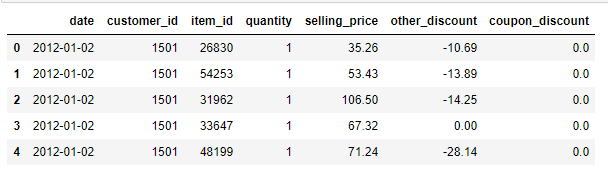 date customer_id item_id quantity selling_price other_discount coupon_discount
0 2012-01-02 1501 26830 1 35.26 -10.69 0.0
1 2012-01-02 1501 54253 1 53.43 -13.89 0.0
2 2012-01-02 1501 31962 1 106.50 -14.25 0.0
3 2012-01-02 1501 33647 1 67.32 0.00 0.0
4 2012-01-02 1501 48199 1 71.24 -28.14 0.0